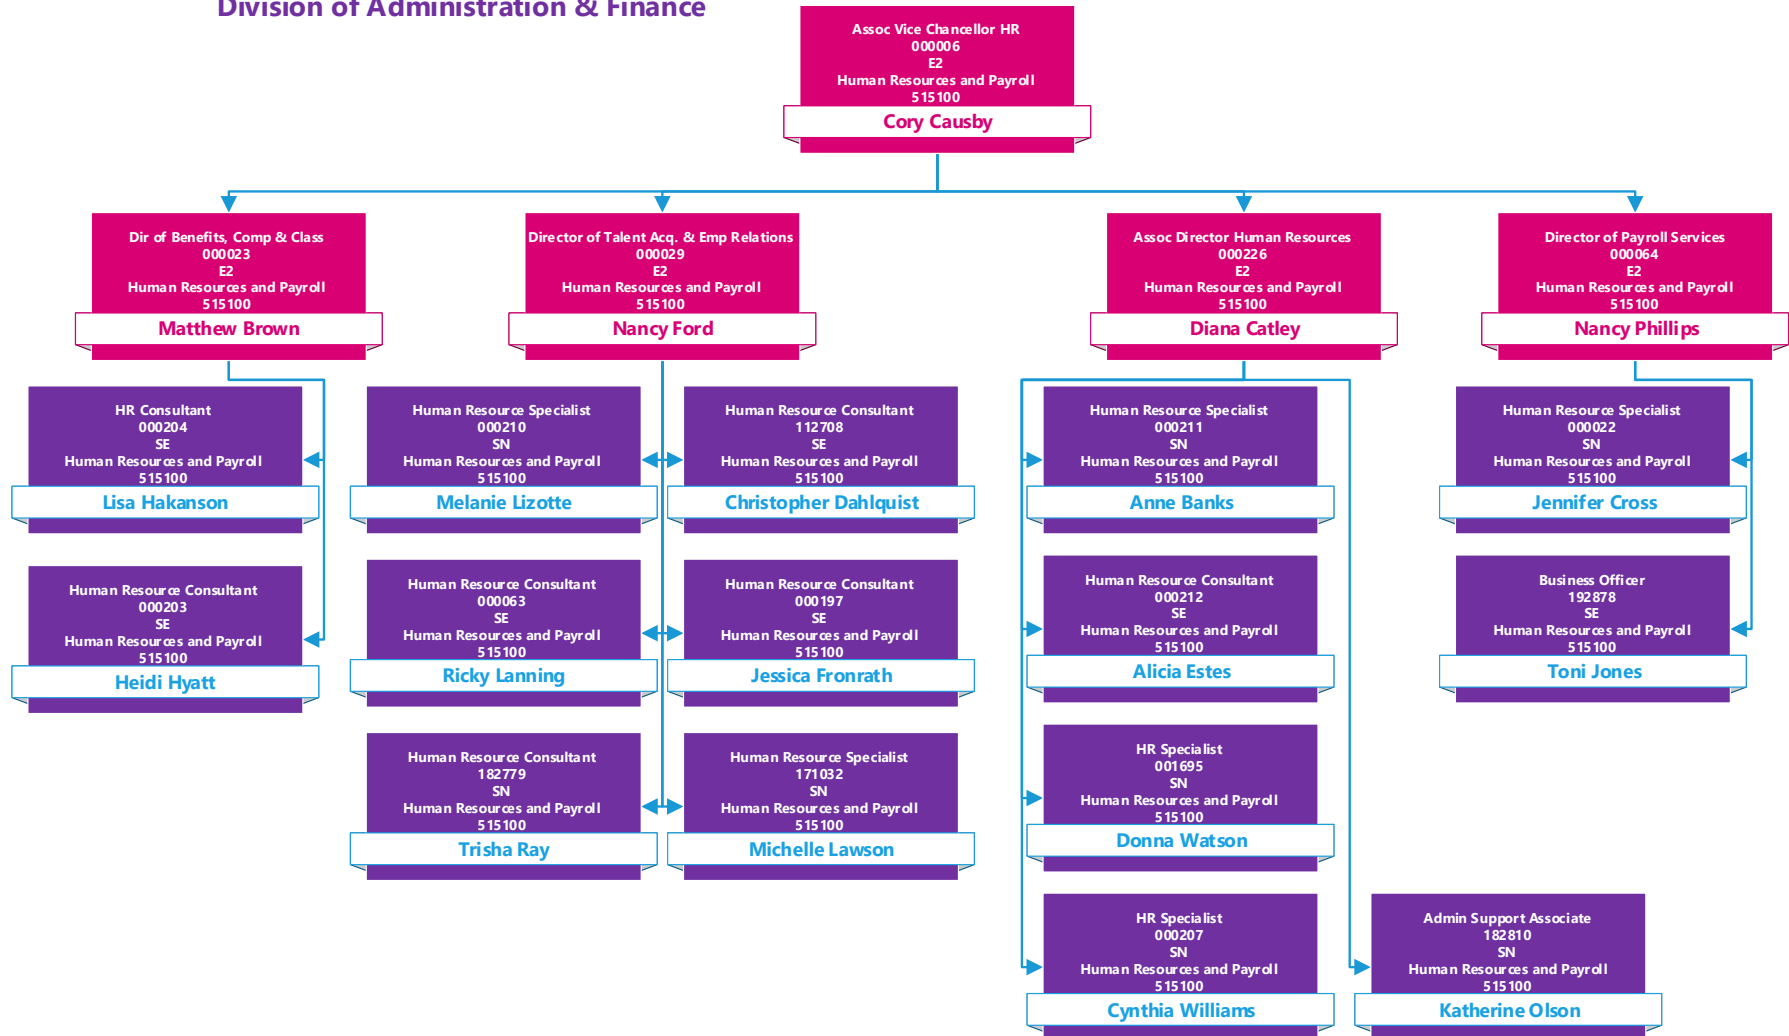 Division of Administration & Finance
Assoc Vice Chancellor HR
000006
E2
Human Resources and Payroll
515100
Cory Causby
Dir of Benefits, Comp & Class
000023
E2
Human Resources and Payroll
515100
Matthew Brown
Director of Talent Acq. & Emp Relations
000029
E2
Human Resources and Payroll
515100
Nancy Ford
Assoc Director Human Resources
000226
E2
Human Resources and Payroll
515100
Diana Catley
Director of Payroll Services
000064
E2
Human Resources and Payroll
515100
Nancy Phillips
HR Consultant
000204
SE
Human Resources and Payroll
515100
Lisa Hakanson
Human Resource Specialist
000210
SN
Human Resources and Payroll
515100
Melanie Lizotte
Human Resource Consultant
112708
SE
Human Resources and Payroll
515100
Christopher Dahlquist
Human Resource Specialist
000211
SN
Human Resources and Payroll
515100
Anne Banks
Human Resource Specialist
000022
SN
Human Resources and Payroll
515100
Jennifer Cross
Human Resource Consultant
000203
SE
Human Resources and Payroll
515100
Heidi Hyatt
Human Resource Consultant
000063
SE
Human Resources and Payroll
515100
Ricky Lanning
Human Resource Consultant
000197
SE
Human Resources and Payroll
515100
Jessica Fronrath
Human Resource Consultant
000212
SE
Human Resources and Payroll
515100
Alicia Estes
Business Officer
192878
SE
Human Resources and Payroll
515100
Toni Jones
Human Resource Consultant
182779
SN
Human Resources and Payroll
515100
Trisha Ray
Human Resource Specialist
171032
SN
Human Resources and Payroll
515100
Michelle Lawson
HR Specialist
001695
SN
Human Resources and Payroll
515100
Donna Watson
HR Specialist
000207
SN
Human Resources and Payroll
515100
Cynthia Williams
Admin Support Associate
182810
SN
Human Resources and Payroll
515100
Katherine Olson